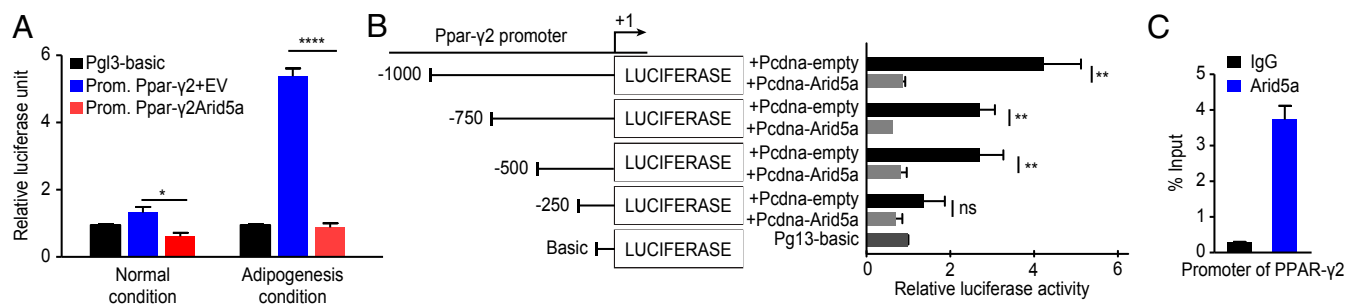 A
Relative luciferase unit
8
6
4
2
0
Pgl3-basic
Prom. Ppar-γ2+EV
Prom. Ppar-γ2Arid5a
*
****
Normal condition
Adipogenesis condition
B
Ppar-γ2 promoter
+1
-1000
LUCIFERASE
+Pcdna-empty
+Pcdna-Arid5a
**
-750
LUCIFERASE
+Pcdna-empty
+Pcdna-Arid5a
**
-500
LUCIFERASE
+Pcdna-empty
+Pcdna-Arid5a
**
-250
LUCIFERASE
+Pcdna-empty
+Pcdna-Arid5a
ns
Basic
LUCIFERASE
Pg13-basic
0 2 4 6
Relative luciferase activity
C
IgG
Arid5a
% Input
5
4
3
2
1
0
Promoter of PPAR-γ2